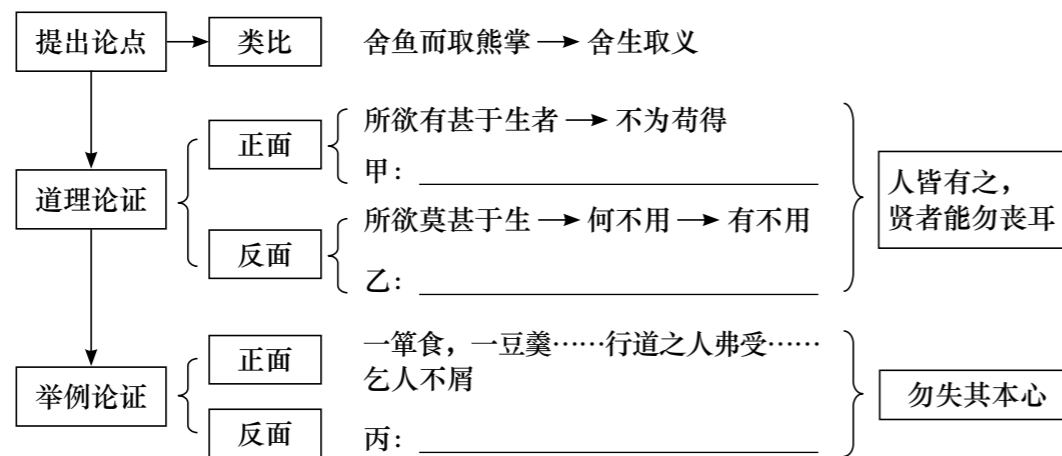 提出论点 类比 舍鱼而取熊掌 → 舍生取义
道理论证
正面
所欲有甚于生者 → 不为苟得
甲：
反面
所欲莫甚于生 → 何不用 → 有不用
乙：
人皆有之，
贤者能勿丧耳
举例论证
正面
一箪食，一豆羹……行道之人弗受……
乞人不屑
反面
丙：
勿失其本心